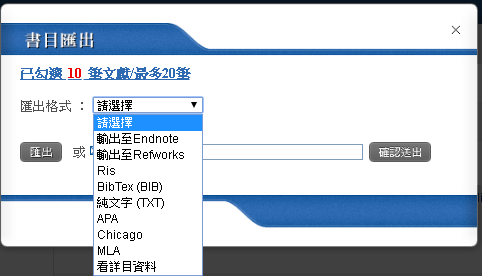 書目匯出
已勾選 10 筆文獻/最多20筆
匯出格式 : 請選擇
請選擇
輸出至Endnote
輸出至Refworks
Ris
BibTex (BIB)
純文字 (TXT)
APA
Chicago
MLA
看詳目資料
匯出 或
確認送出